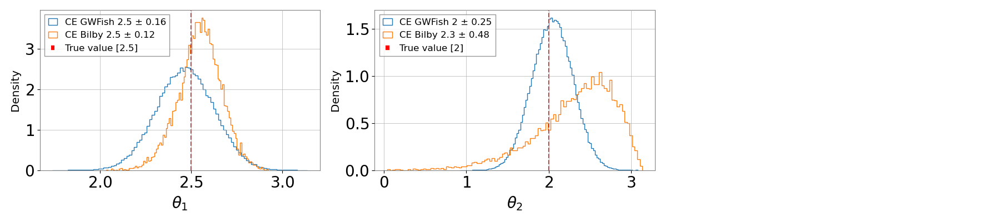 CE GWFish 2.5 ± 0.16
CE Bilby 2.5 ± 0.12
True value [2.5]
Density
3
2
1
0
2.0 2.5 3.0
θ₁
CE GWFish 2 ± 0.25
CE Bilby 2.3 ± 0.48
True value [2]
Density
1.5
1.0
0.5
0.0
0 1 2 3
θ₂